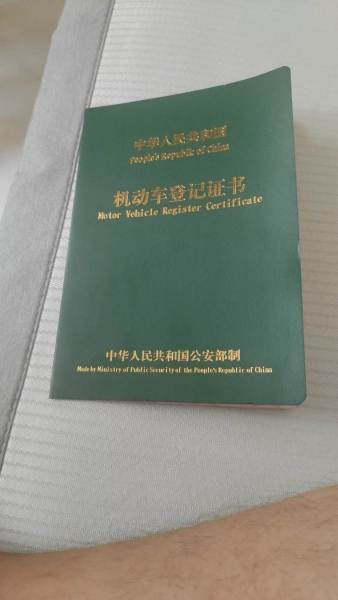 中华人民共和国
People's Republic of China
机动车登记证书
Motor Vehicle Register Certificate
中华人民共和国公安部制
Made by Ministry of Public Security of the People's Republic of China